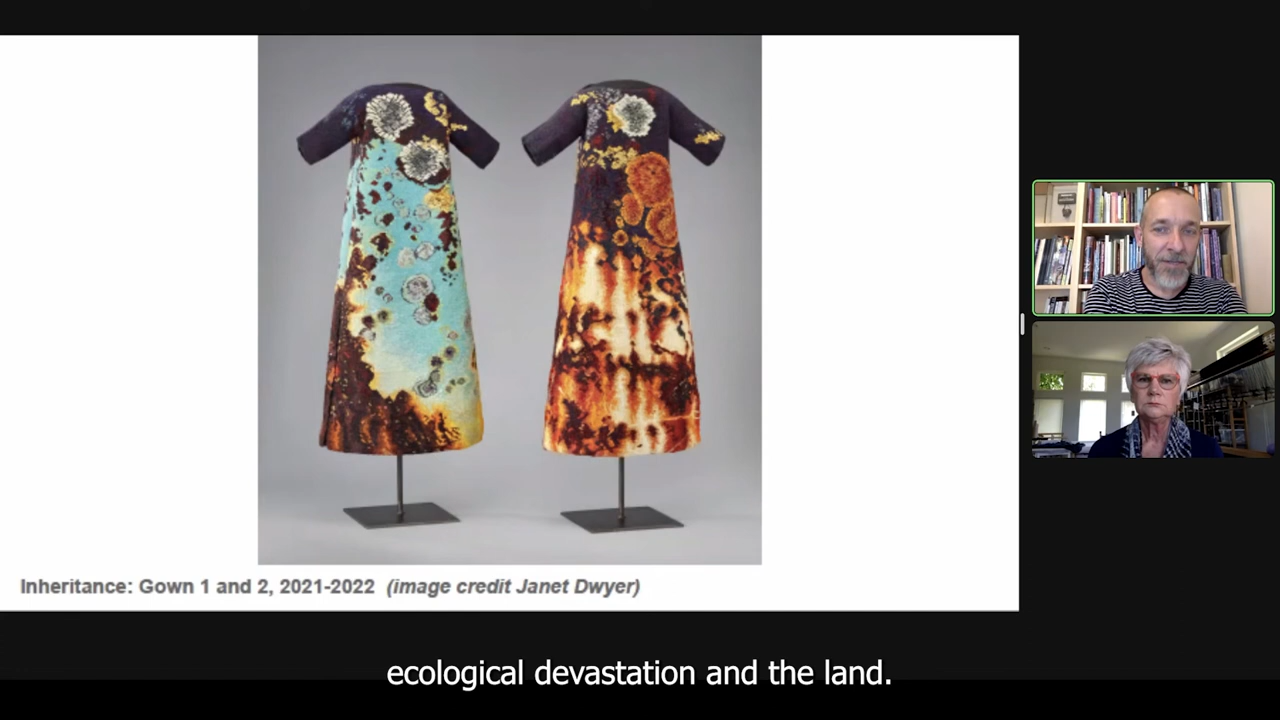 Inheritance: Gown 1 and 2, 2021-2022 (image credit Janet Dwyer)
ecological devastation and the land.